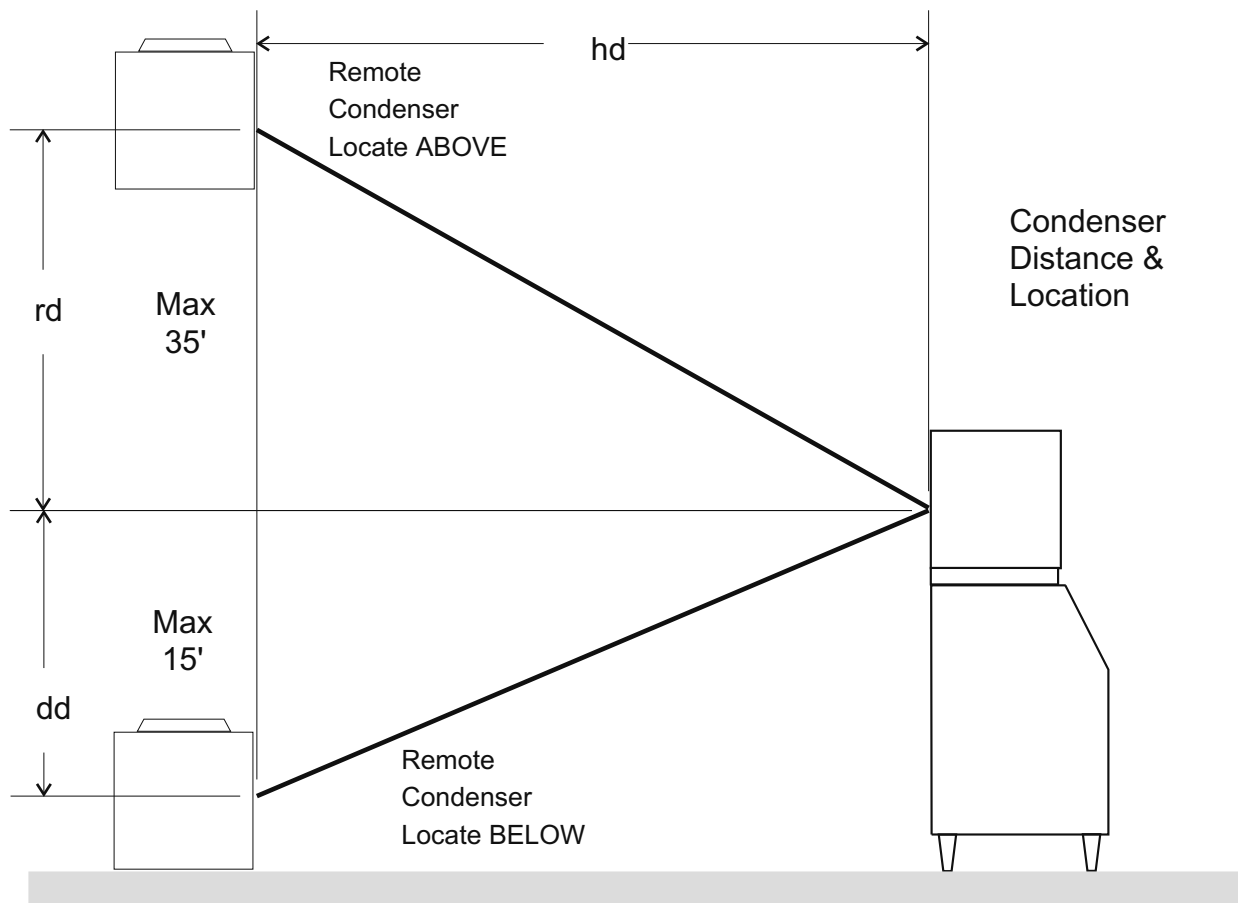 hd
Remote
Condenser
Locate ABOVE
Condenser
Distance &
Location
rd
Max
35'
Max
15'
dd
Remote
Condenser
Locate BELOW